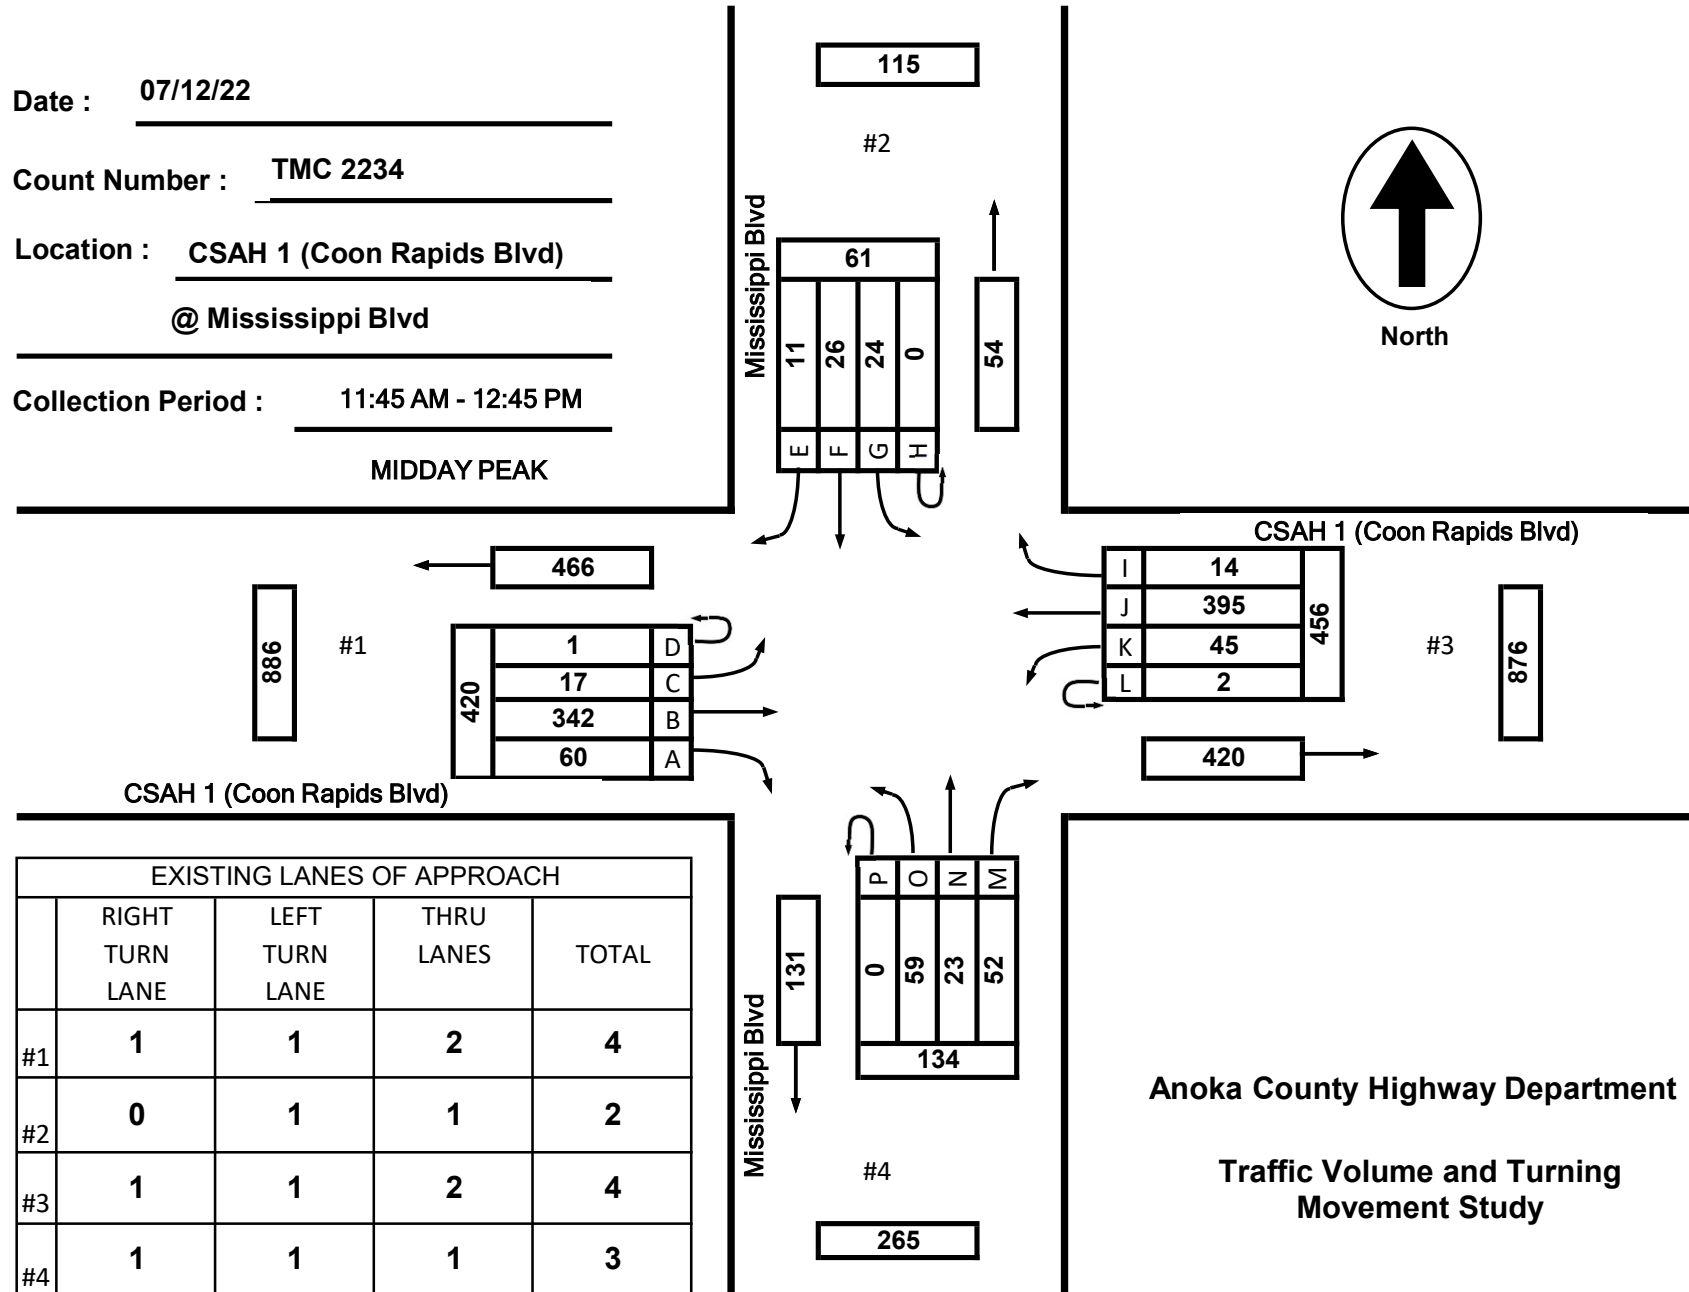 Date : 07/12/22
Count Number : TMC 2234
Location : CSAH 1 (Coon Rapids Blvd)
@ Mississippi Blvd
Collection Period : 11:45 AM - 12:45 PM
MIDDAY PEAK
115
#2
Mississippi Blvd
61
11 26 24 0
E F G H
54
North
CSAH 1 (Coon Rapids Blvd)
466
886
#1
420
1 D
17 C
342 B
60 A
CSAH 1 (Coon Rapids Blvd)
I 14
J 395
K 45
L 2
456
#3
876
420
P O N M
0 59 23 52
134
131
Mississippi Blvd
#4
265
EXISTING LANES OF APPROACH
RIGHT TURN LANE LEFT TURN LANE THRU LANES TOTAL
#1 1 1 2 4
#2 0 1 1 2
#3 1 1 2 4
#4 1 1 1 3
Anoka County Highway Department
Traffic Volume and Turning
Movement Study